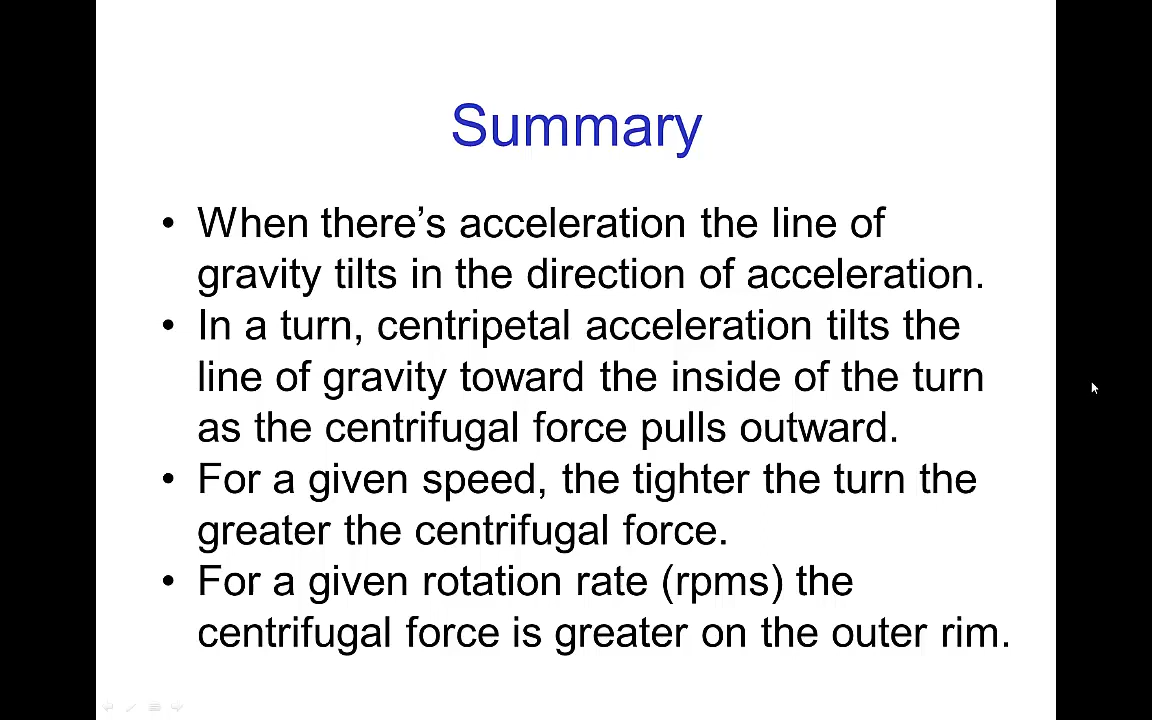 Summary
• When there’s acceleration the line of
gravity tilts in the direction of acceleration.
• In a turn, centripetal acceleration tilts the
line of gravity toward the inside of the turn
as the centrifugal force pulls outward.
• For a given speed, the tighter the turn the
greater the centrifugal force.
• For a given rotation rate (rpms) the
centrifugal force is greater on the outer rim.